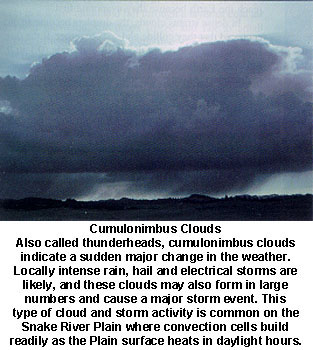 Cumulonimbus Clouds
Also called thunderheads, cumulonimbus clouds
indicate a sudden major change in the weather.
Locally intense rain, hail and electrical storms are
likely, and these clouds may also form in large
numbers and cause a major storm event. This
type of cloud and storm activity is common on the
Snake River Plain where convection cells build
readily as the Plain surface heats in daylight hours.